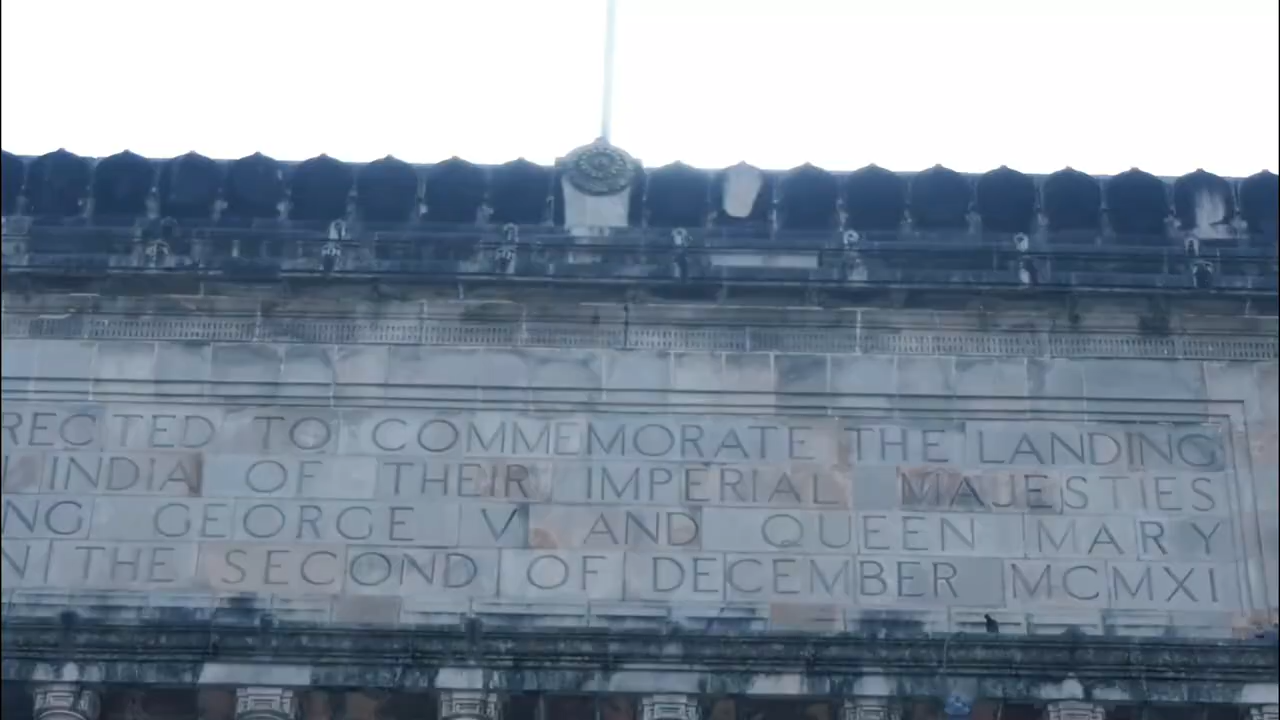 RECTED TO COMMEMORATE THE LANDING
INDIA OF THEIR IMPERIAL MAJESTIES
NG GEORGE V AND QUEEN MARY
N THE SECOND OF DECEMBER MCMXI